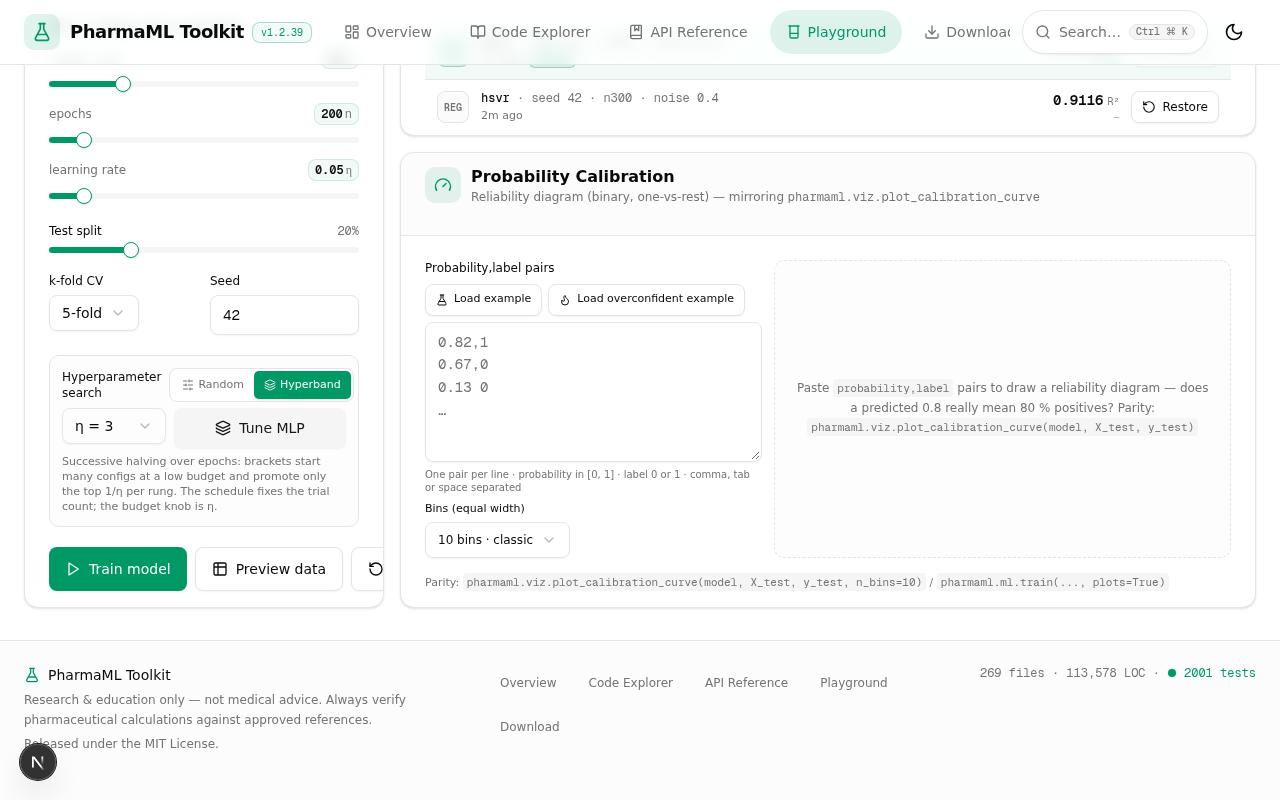 PharmaML Toolkit v1.2.39 Overview Code Explorer API Reference Playground Downloa Search... Ctrl ⌘ K
epochs 200 n
learning rate 0.05 η
Test split 20%
k-fold CV Seed
5-fold 42
Hyperparameter search Random Hyperband
η = 3 Tune MLP
Successive halving over epochs: brackets start
many configs at a low budget and promote only
the top 1/η per rung. The schedule fixes the trial
count; the budget knob is η.
Train model Preview data
REG hsvr · seed 42 · n300 · noise 0.4 0.9116 R² Restore
2m ago –
Probability Calibration
Reliability diagram (binary, one-vs-rest) — mirroring pharmaml.viz.plot_calibration_curve
Probability,label pairs
Load example Load overconfident example
0.82,1
0.67,0
0.13 0
…
One pair per line · probability in [0, 1] · label 0 or 1 · comma, tab
or space separated
Bins (equal width)
10 bins · classic
Paste probability,label pairs to draw a reliability diagram — does
a predicted 0.8 really mean 80 % positives? Parity:
pharmaml.viz.plot_calibration_curve(model, X_test, y_test)
Parity: pharmaml.viz.plot_calibration_curve(model, X_test, y_test, n_bins=10) / pharmaml.ml.train(..., plots=True)
PharmaML Toolkit
Research & education only — not medical advice. Always verify
pharmaceutical calculations against approved references.
Released under the MIT License.
N
Overview Code Explorer API Reference Playground
Download
269 files · 113,578 LOC · 2001 tests